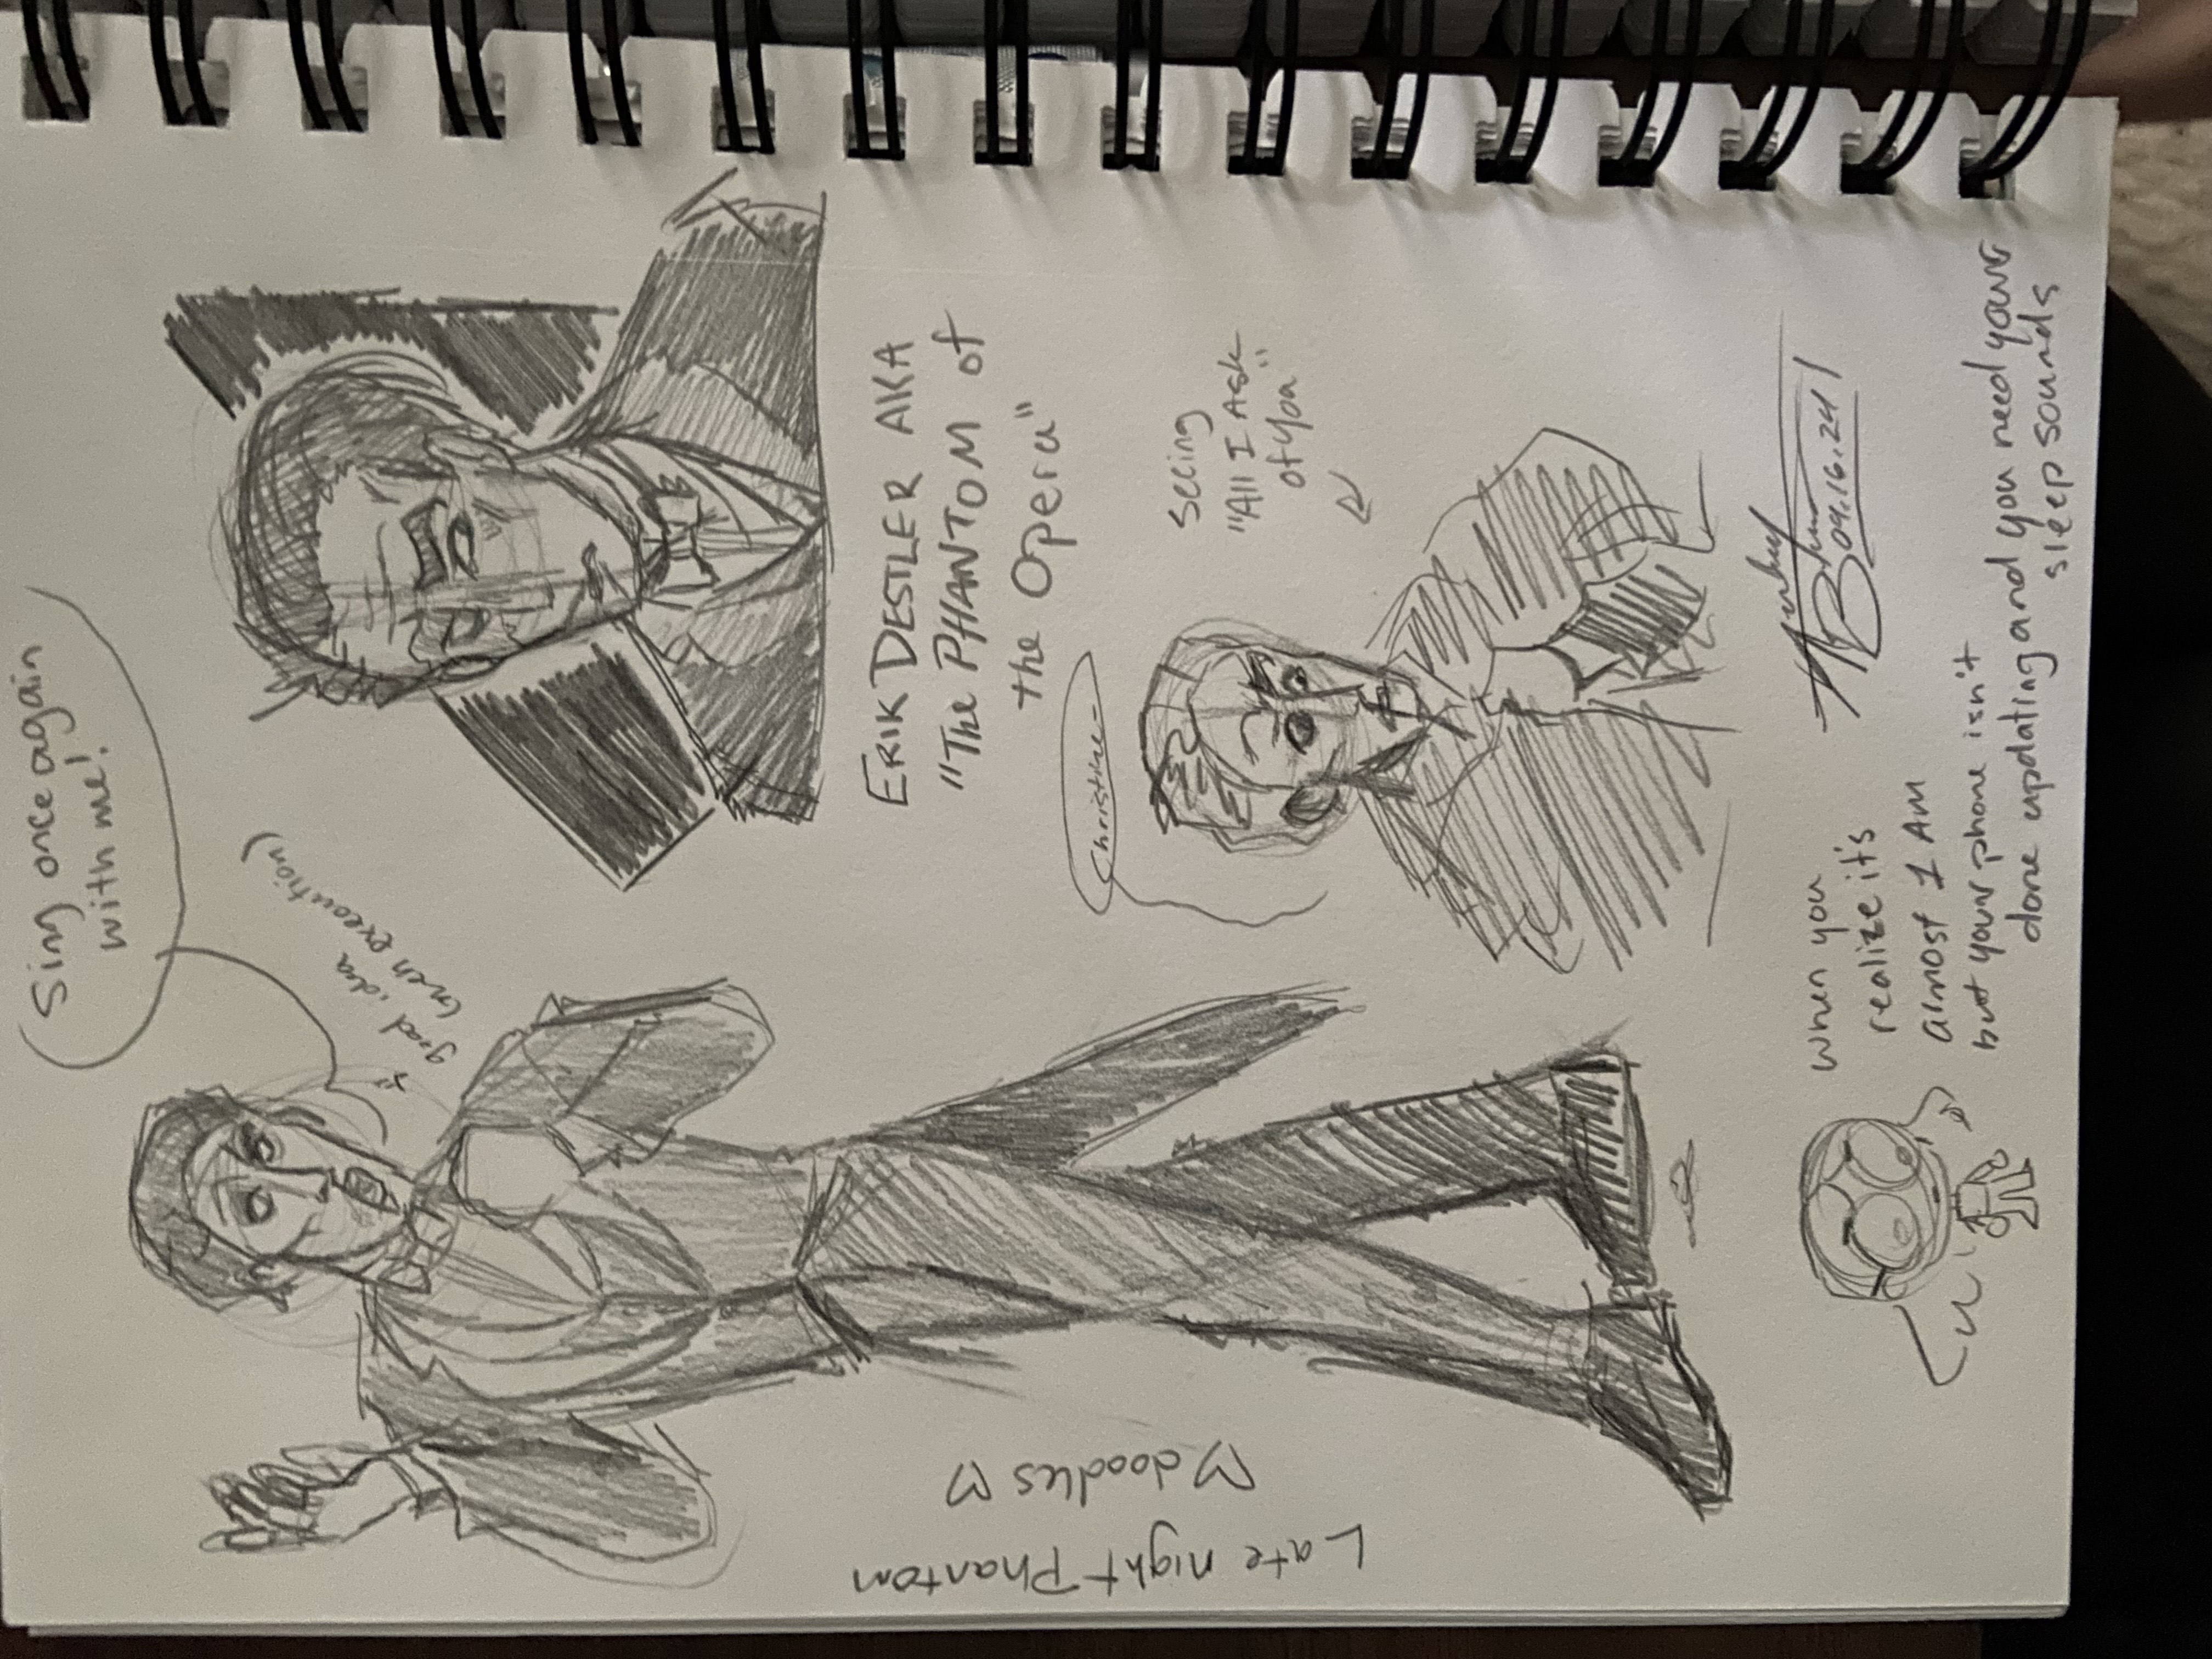 Sing once again
with me!
good idea
(wen execution)
Late night Phantom
♡ doodles ♡
ERIK DESTLER AKA
"The PHANTOM of
the Opera"
Christine-
Seeing
"All I Ask
of You"
when you
realize it's
almost 1 AM
but your phone isn't
done updating and you need your
sleep sounds
09.16.24